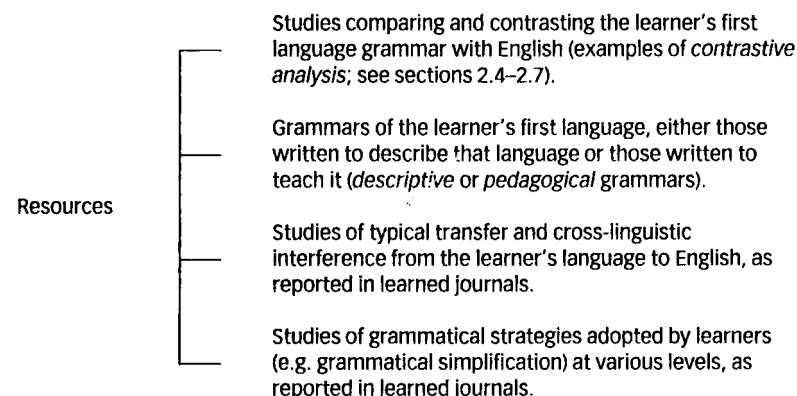 Studies comparing and contrasting the learner's first
language grammar with English (examples of contrastive
analysis; see sections 2.4–2.7).
Grammars of the learner's first language, either those
written to describe that language or those written to
teach it (descriptive or pedagogical grammars).
Resources
Studies of typical transfer and cross-linguistic
interference from the learner's language to English, as
reported in learned journals.
Studies of grammatical strategies adopted by learners
(e.g. grammatical simplification) at various levels, as
reported in learned journals.